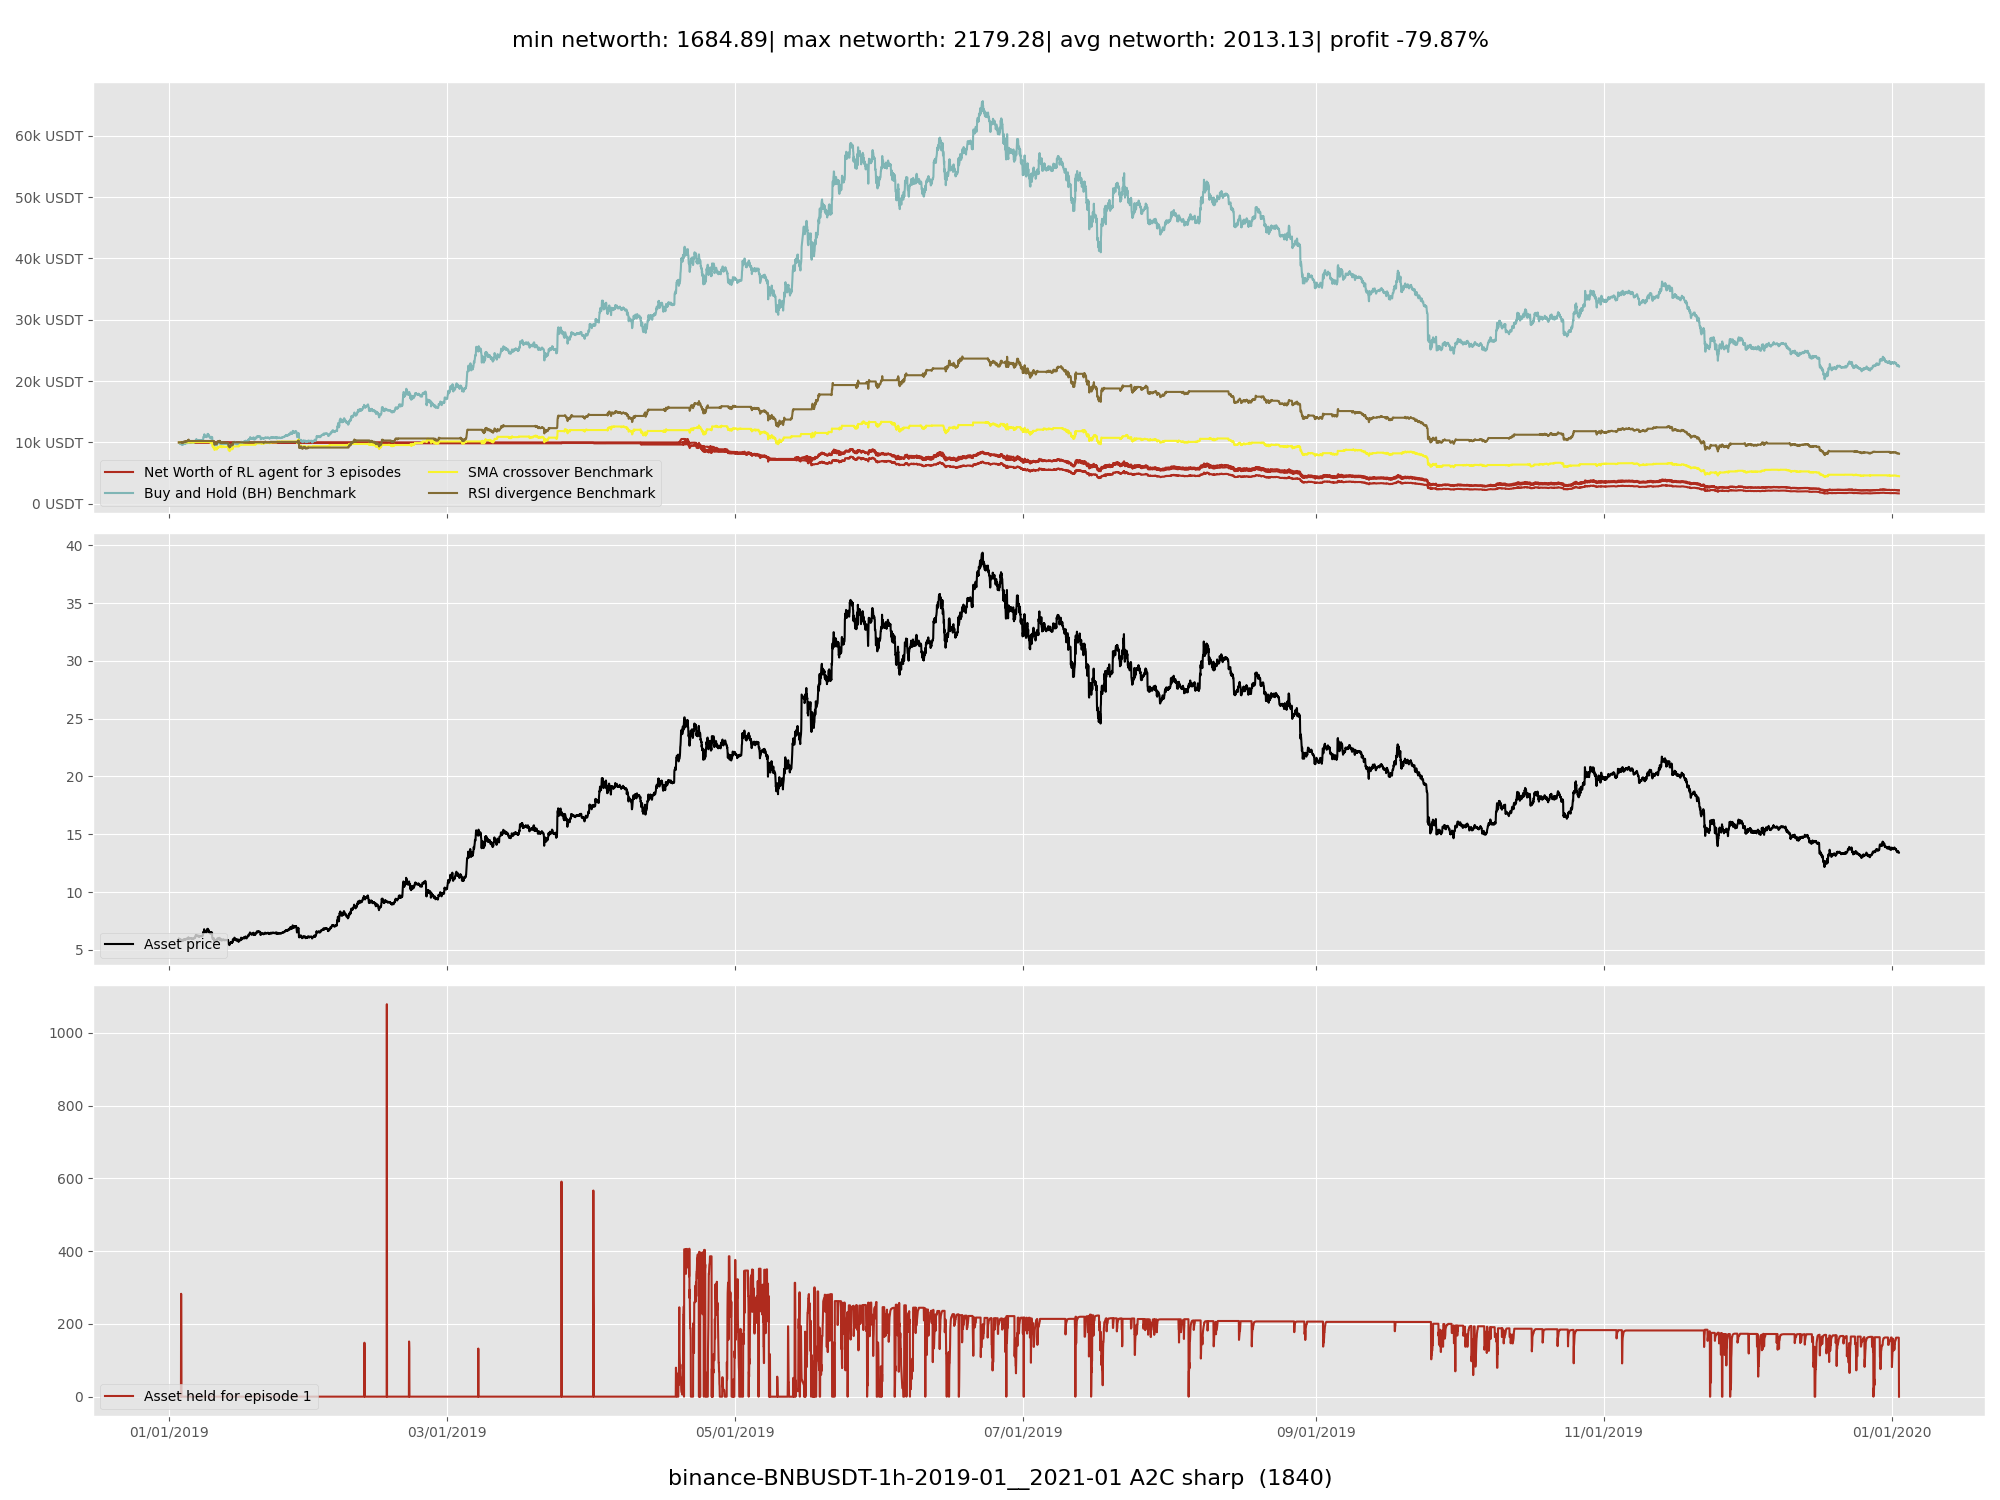 min networth: 1684.89| max networth: 2179.28| avg networth: 2013.13| profit -79.87%
60k USDT
50k USDT
40k USDT
30k USDT
20k USDT
10k USDT
0 USDT
Net Worth of RL agent for 3 episodes
Buy and Hold (BH) Benchmark
SMA crossover Benchmark
RSI divergence Benchmark
40
35
30
25
20
15
10
5
Asset price
1000
800
600
400
200
0
Asset held for episode 1
01/01/2019 03/01/2019 05/01/2019 07/01/2019 09/01/2019 11/01/2019 01/01/2020
binance-BNBUSDT-1h-2019-01__2021-01 A2C sharp (1840)